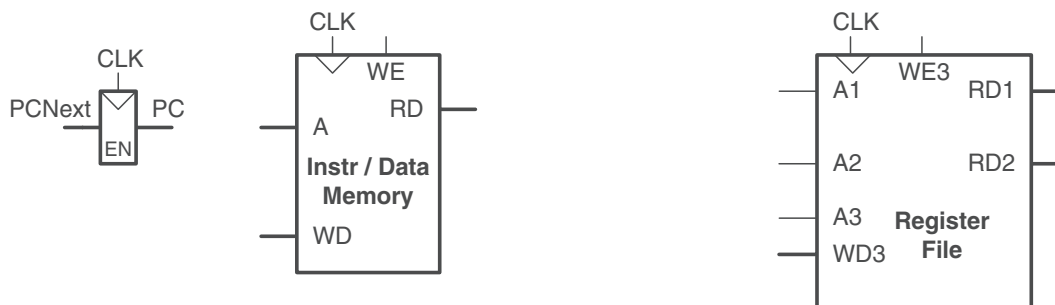 CLK
PCNext
PC
EN
CLK
WE
RD
A
Instr / Data
Memory
WD
CLK
WE3
A1
RD1
A2
RD2
A3
Register
File
WD3